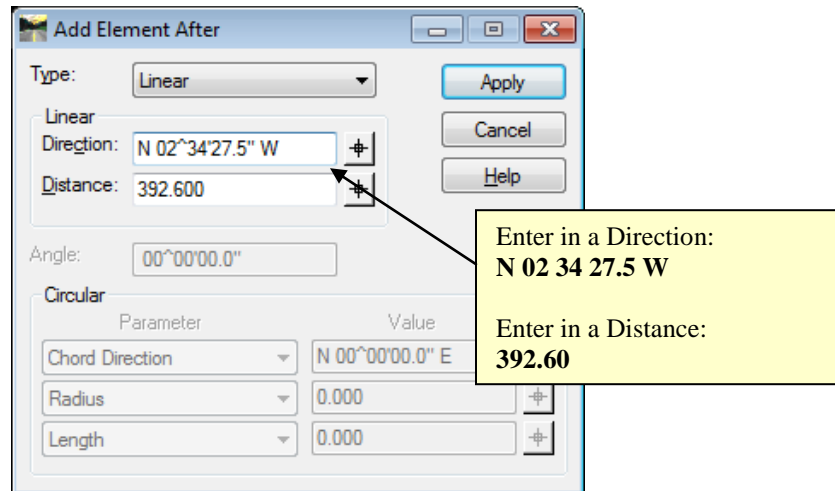 Add Element After
Type: Linear Apply
Linear Cancel
Direction: N 02^34'27.5" W
Distance: 392.600 Help
Enter in a Direction:
N 02 34 27.5 W
Enter in a Distance:
392.60
Angle: 00^00'00.0"
Circular
Parameter Value
Chord Direction N 00^00'00.0" E
Radius 0.000
Length 0.000